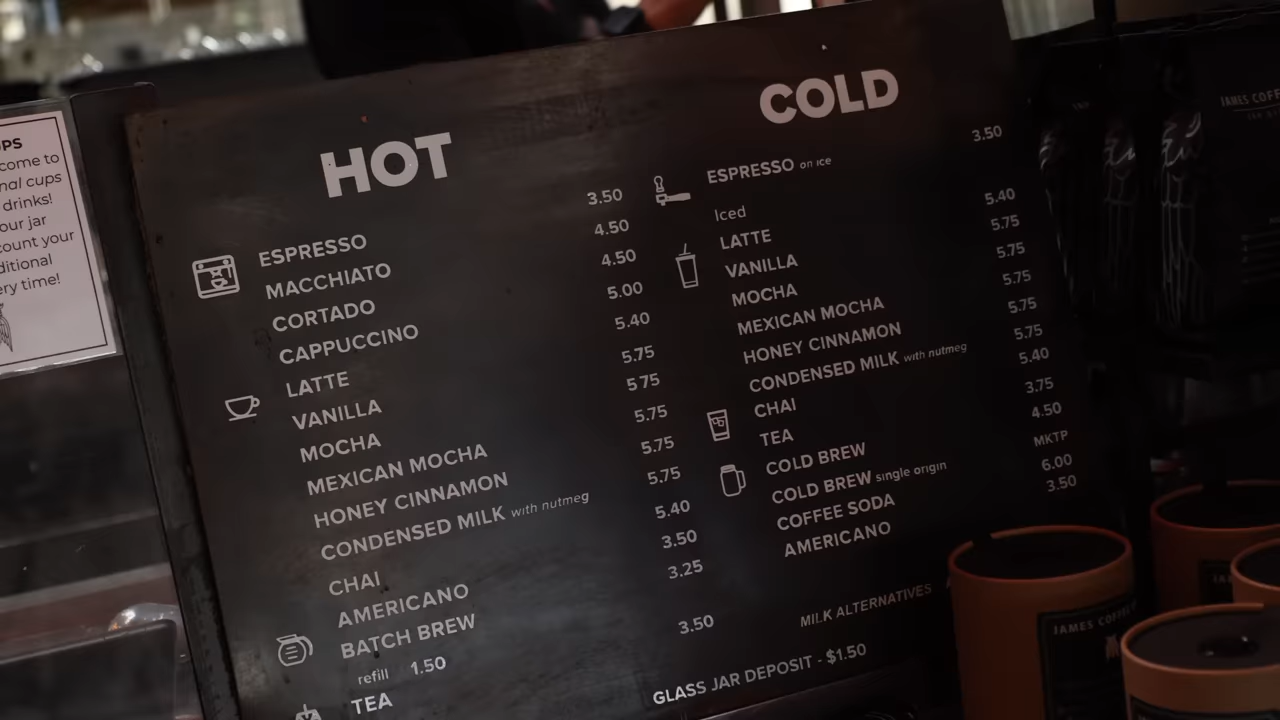 PS
come to
nal cups
drinks!
our jar
count your
ditional
ery time!
HOT
ESPRESSO 3.50
MACCHIATO 4.50
CORTADO 4.50
CAPPUCCINO 5.00
LATTE 5.40
VANILLA 5.75
MOCHA 5 75
MEXICAN MOCHA 5.75
HONEY CINNAMON 5.75
CONDENSED MILK with nutmeg 5.75
CHAI 5.40
AMERICANO 3.50
BATCH BREW 3.25
refill 1.50
TEA 3.50
COLD
ESPRESSO on ice 3.50
Iced
LATTE 5.40
VANILLA 5.75
MOCHA 5.75
MEXICAN MOCHA 5.75
HONEY CINNAMON 5.75
CONDENSED MILK with nutmeg 5.75
CHAI 5.40
TEA 3.75
COLD BREW 4.50
COLD BREW single origin MKTP
COFFEE SODA 6.00
AMERICANO 3.50
MILK ALTERNATIVES
GLASS JAR DEPOSIT - $1.50
JAMES COFF
JAMES COFFEE